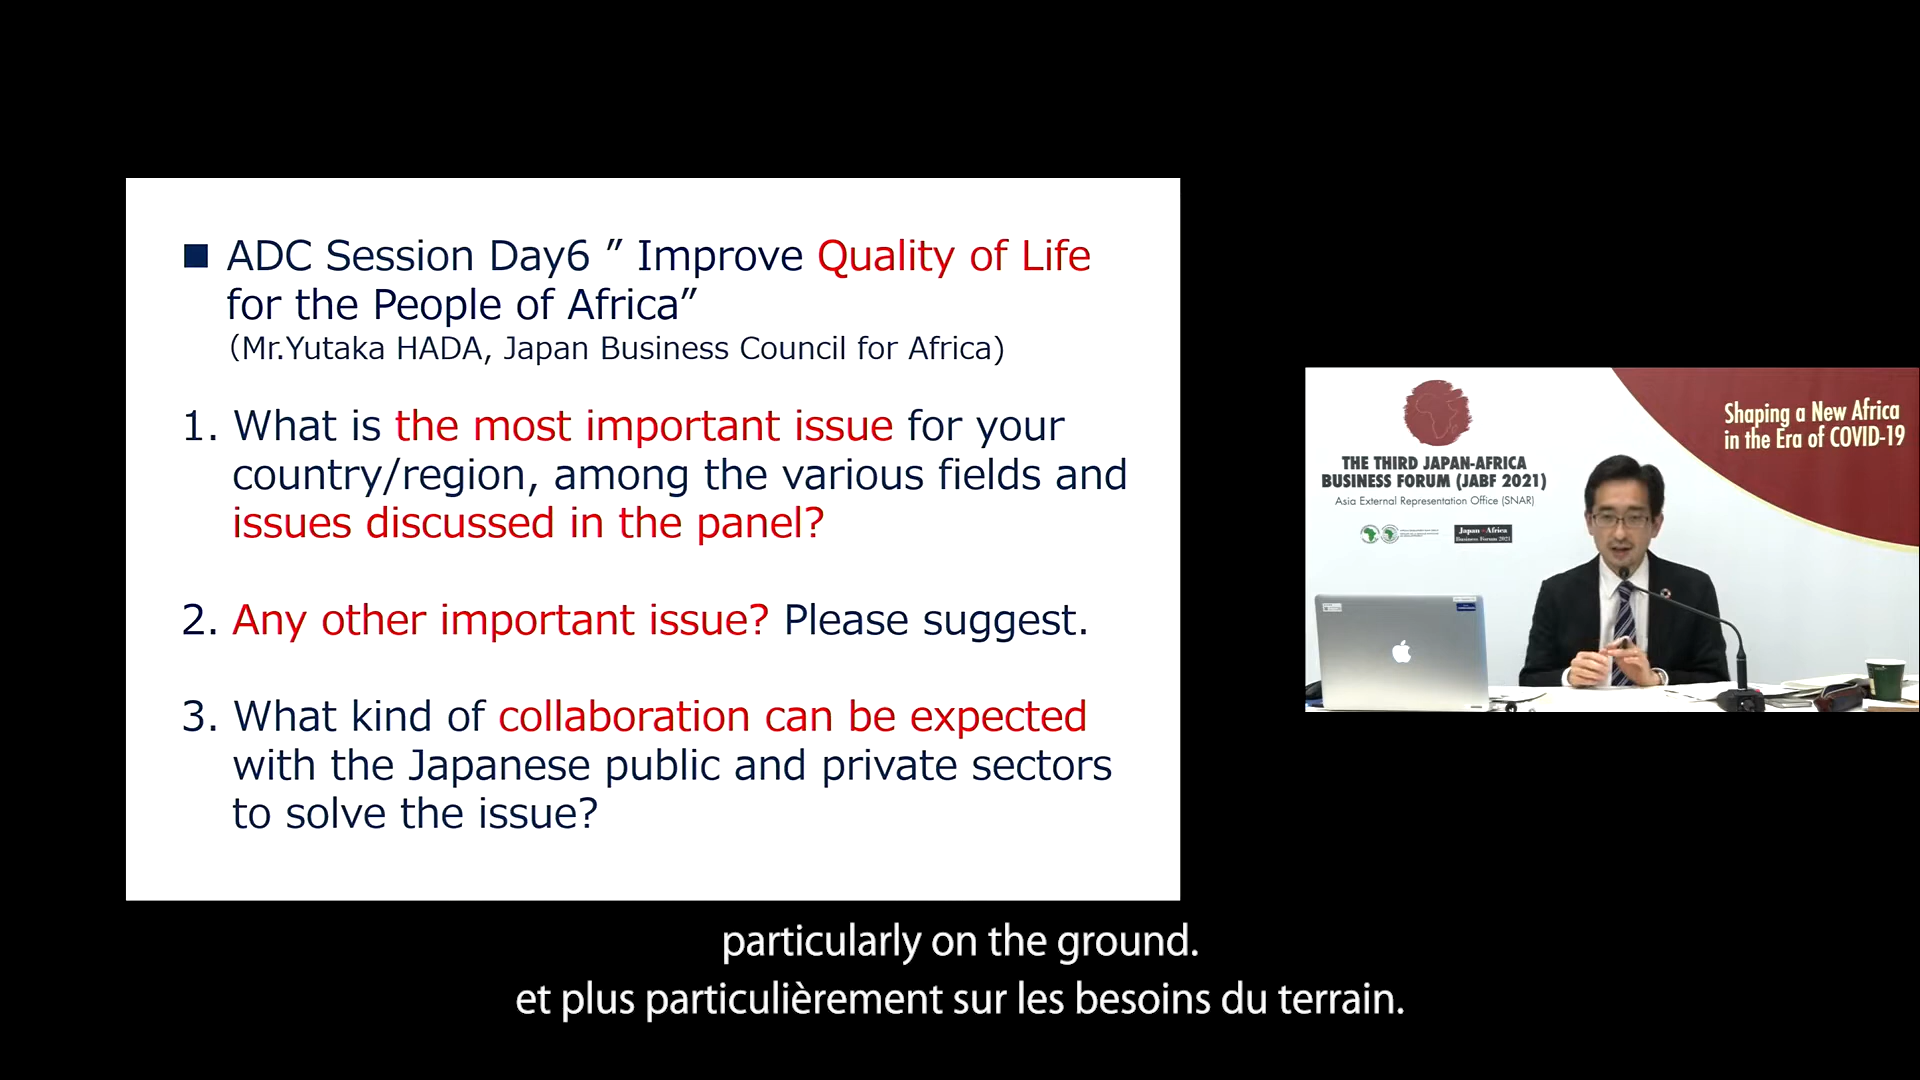 ■ ADC Session Day6 ” Improve Quality of Life
for the People of Africa”
(Mr.Yutaka HADA, Japan Business Council for Africa)
1. What is the most important issue for your
country/region, among the various fields and
issues discussed in the panel?
2. Any other important issue? Please suggest.
3. What kind of collaboration can be expected
with the Japanese public and private sectors
to solve the issue?
Shaping a New Africa
in the Era of COVID-19
THE THIRD JAPAN-AFRICA
BUSINESS FORUM (JABF 2021)
Asia External Representation Office (SNAR)
Japan Africa
Business Forum 2021
particularly on the ground.
et plus particulièrement sur les besoins du terrain.